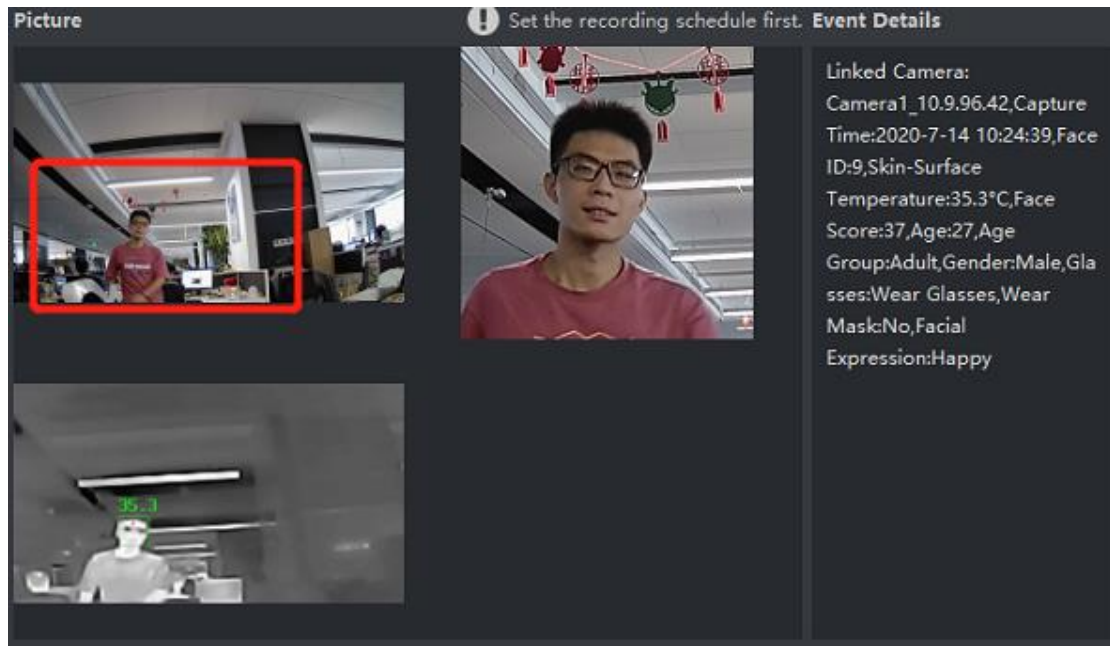 Picture
Set the recording schedule first.
Event Details
Linked Camera:
Camera1_10.9.96.42,Capture
Time:2020-7-14 10:24:39,Face
ID:9,Skin-Surface
Temperature:35.3°C,Face
Score:37,Age:27,Age
Group:Adult,Gender:Male,Gla
sses:Wear Glasses,Wear
Mask:No,Facial
Expression:Happy
35.3